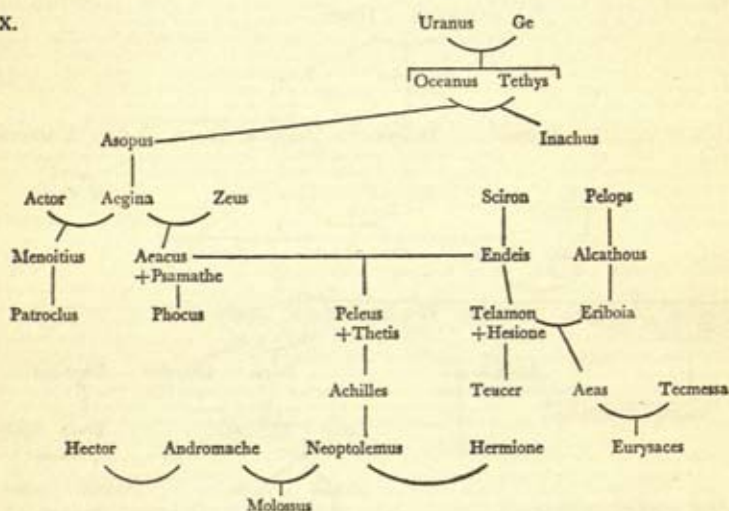 X.
Uranus Ge
Oceanus Tethys
Asopus Inachus
Actor Aegina Zeus Sciron Pelops
Menoitius Aeacus Endeis Alcathous
+Psamathe
Patroclus Phocus Peleus Telamon Eriboia
+Thetis +Hesione
Achilles Teucer Aeas Tecmessa
Hector Andromache Neoptolemus Hermione Eurysaces
Molossus